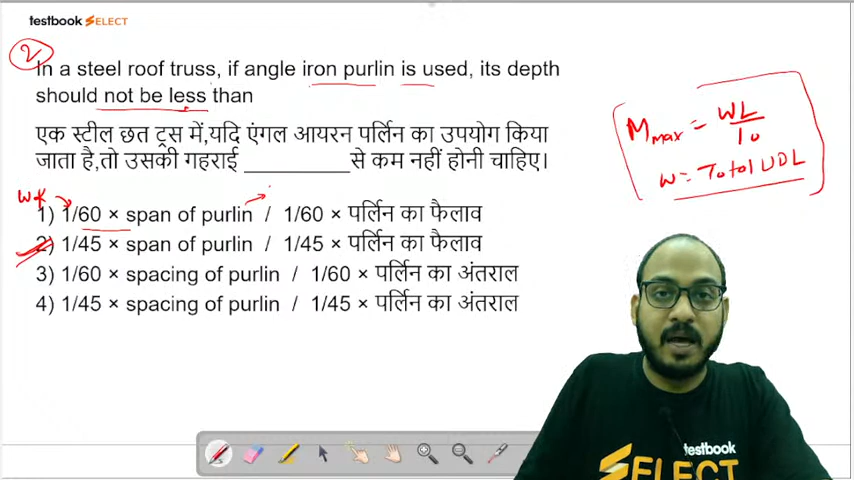 testbook SELECT
2
In a steel roof truss, if angle iron purlin is used, its depth
should not be less than
एक स्टील छत ट्रस में,यदि एंगल आयरन पर्लिन का उपयोग किया
जाता है,तो उसकी गहराई __________से कम नहीं होनी चाहिए।
1) 1/60 × span of purlin / 1/60 × पर्लिन का फैलाव
2) 1/45 × span of purlin / 1/45 × पर्लिन का फैलाव
3) 1/60 × spacing of purlin / 1/60 × पर्लिन का अंतराल
4) 1/45 × spacing of purlin / 1/45 × पर्लिन का अंतराल
Mmax = WL/10
W = Total UDL
testbook
SELECT